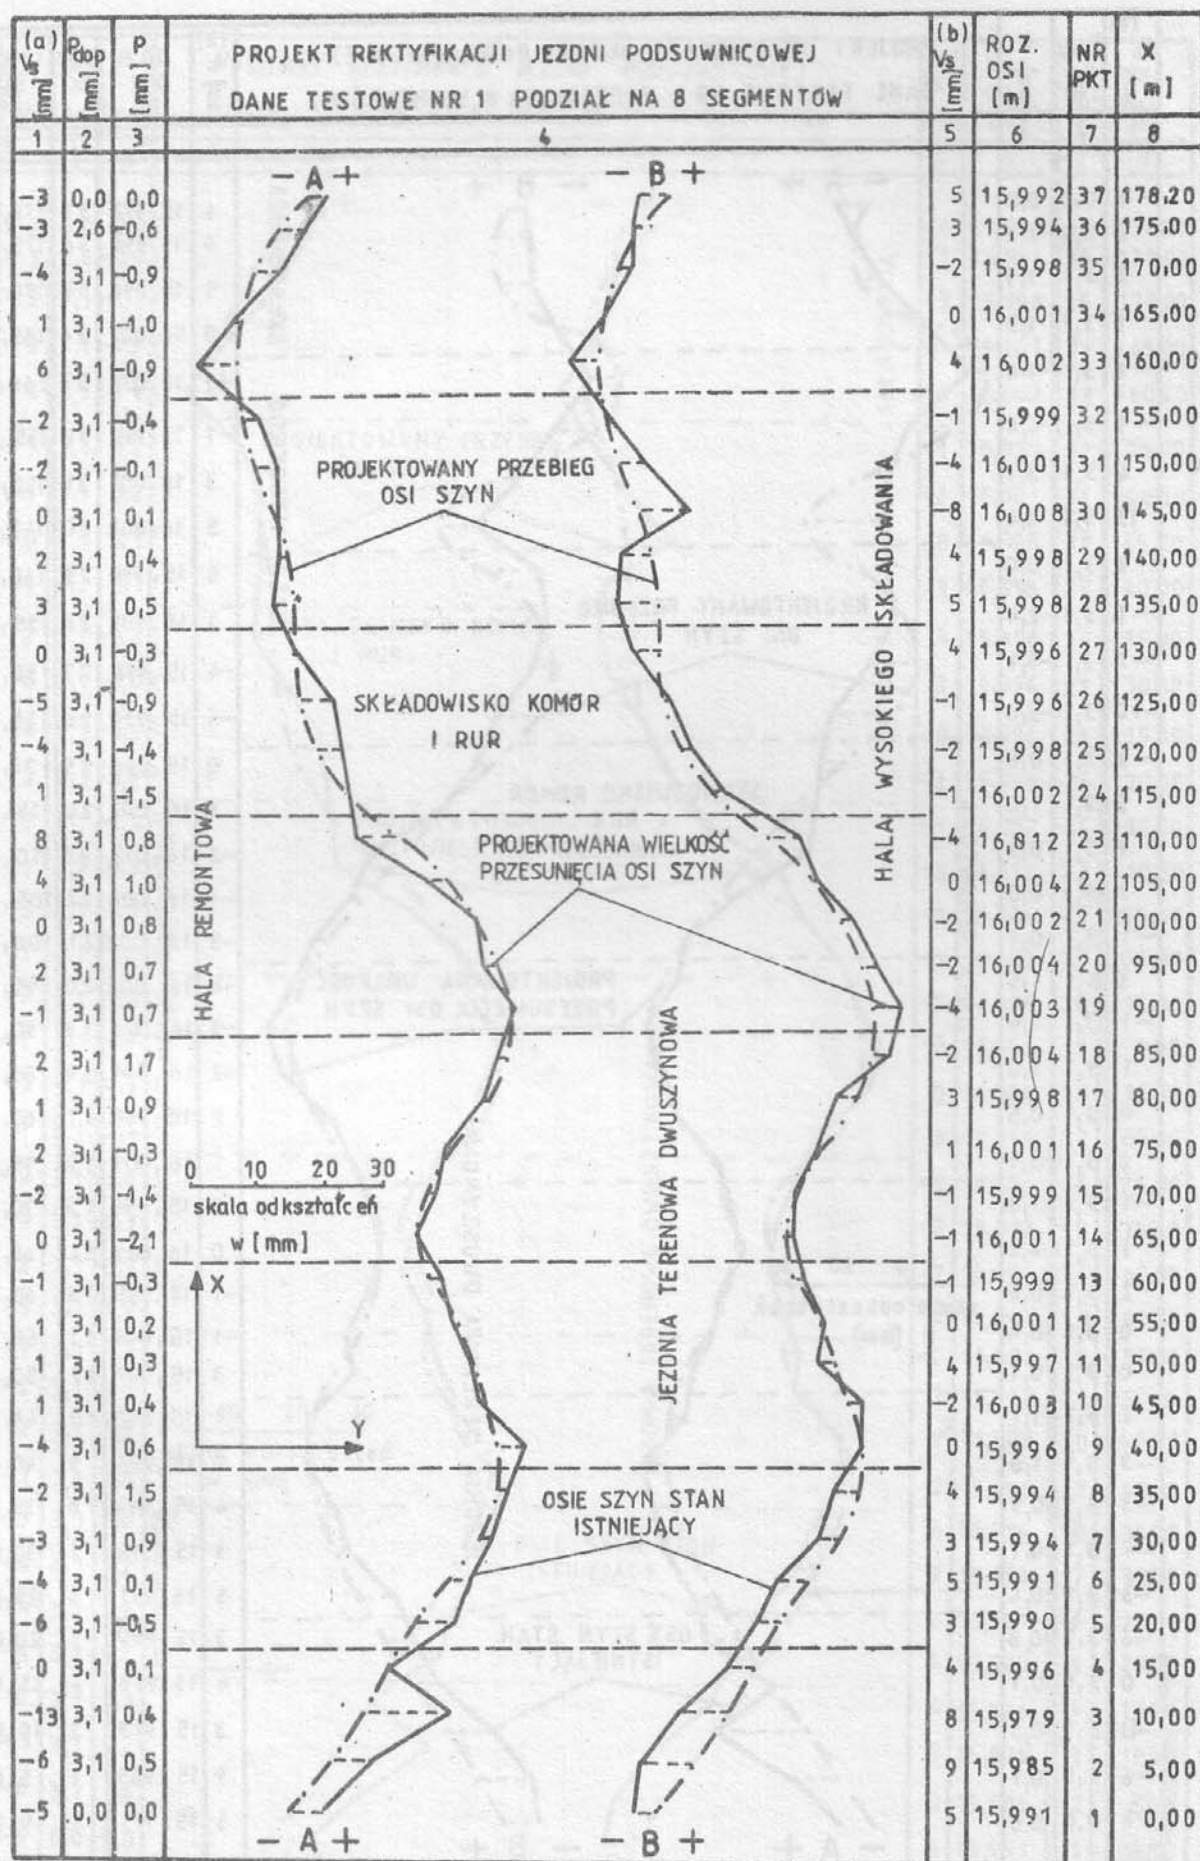 (a) Vs [mm] Pdop [mm] P [mm] PROJEKT REKTYFIKACJI JEZDNI PODSUWNICOWEJ (b) Vs [mm] ROZ. OSI [m] NR PKT X [m]
DANE TESTOWE NR 1 PODZIAŁ NA 8 SEGMENTÓW
1 2 3 4 5 6 7 8
- A + - B +
-3 0,0 0,0 5 15,992 37 178,20
-3 2,6 -0,6 3 15,994 36 175,00
-4 3,1 -0,9 -2 15,998 35 170,00
1 3,1 -1,0 0 16,001 34 165,00
6 3,1 -0,9 4 16,002 33 160,00
-2 3,1 -0,4 -1 15,999 32 155,00
-2 3,1 -0,1 -4 16,001 31 150,00
PROJEKTOWANY PRZEBIEG
OSI SZYN
0 3,1 0,1 -8 16,008 30 145,00
2 3,1 0,4 4 15,998 29 140,00
3 3,1 0,5 5 15,998 28 135,00
0 3,1 -0,3 4 15,996 27 130,00
-5 3,1 -0,9 -1 15,996 26 125,00
SKŁADOWISKO KOMÓR
I RUR
-4 3,1 -1,4 -2 15,998 25 120,00
1 3,1 -1,5 -1 16,002 24 115,00
8 3,1 0,8 -4 16,812 23 110,00
PROJEKTOWANA WIELKOŚĆ
PRZESUNIĘCIA OSI SZYN
4 3,1 1,0 0 16,004 22 105,00
0 3,1 0,8 -2 16,002 21 100,00
2 3,1 0,7 -2 16,004 20 95,00
-1 3,1 0,7 -4 16,003 19 90,00
HALA REMONTOWA
HALA WYSOKIEGO SKŁADOWANIA
JEZDNIA TERENOWA DWUSZYNOWA
2 3,1 1,7 -2 16,004 18 85,00
1 3,1 0,9 3 15,998 17 80,00
2 3,1 -0,3 1 16,001 16 75,00
0 10 20 30
-2 3,1 -1,4 -1 15,999 15 70,00
skala odkształceń
w [mm]
0 3,1 -2,1 -1 16,001 14 65,00
-1 3,1 -0,3 -1 15,999 13 60,00
X
1 3,1 0,2 0 16,001 12 55,00
1 3,1 0,3 4 15,997 11 50,00
1 3,1 0,4 -2 16,003 10 45,00
Y
-4 3,1 0,6 0 15,996 9 40,00
-2 3,1 1,5 4 15,994 8 35,00
OSIE SZYN STAN
ISTNIEJĄCY
-3 3,1 0,9 3 15,994 7 30,00
-4 3,1 0,1 5 15,991 6 25,00
-6 3,1 -0,5 3 15,990 5 20,00
0 3,1 0,1 4 15,996 4 15,00
-13 3,1 0,4 8 15,979 3 10,00
-6 3,1 0,5 9 15,985 2 5,00
-5 0,0 0,0 5 15,991 1 0,00
- A + - B +